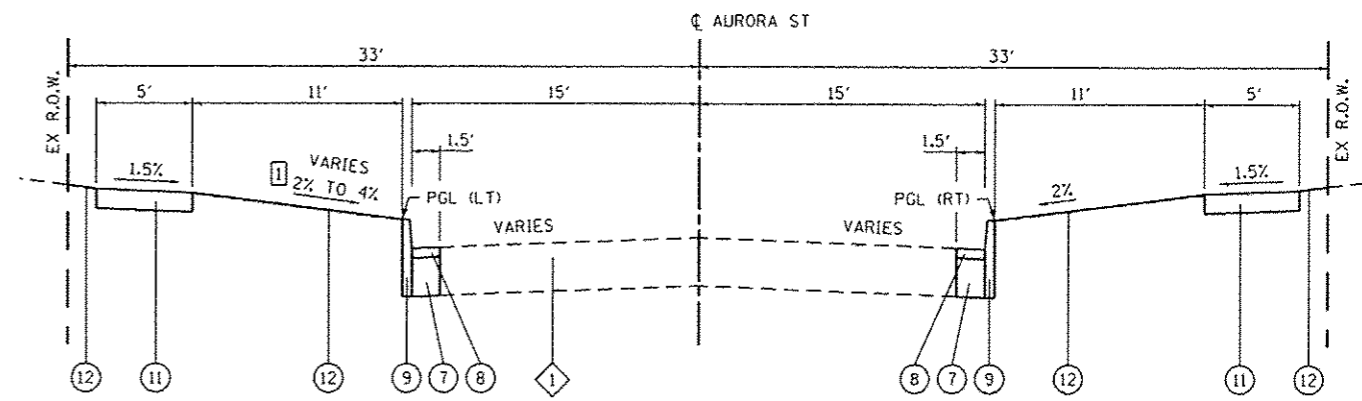 ℄ AURORA ST
33' 33'
5' 11' 15' 15' 11' 5'
EX R.O.W.
EX R.O.W.
1.5' 1.5'
1.5% 1 VARIES
2% TO 4%
PGL (LT) PGL (RT) 2% 1.5%
VARIES VARIES
12 11 12 9 7 8 1 8 7 9 12 11 12